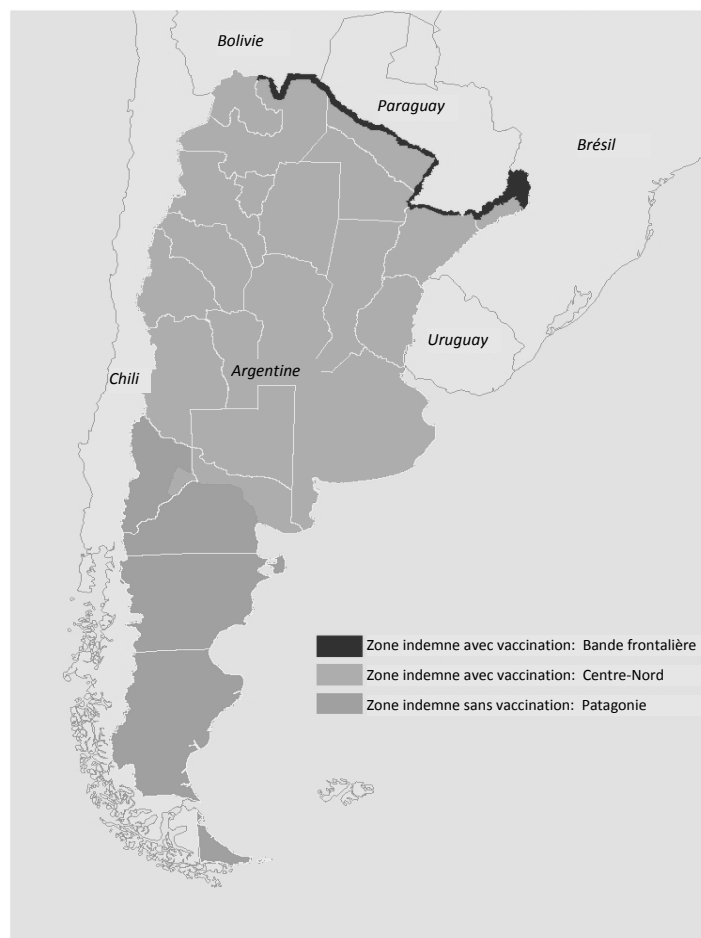 Bolivie
Paraguay
Brésil
Uruguay
Argentine
Chili
Zone indemne avec vaccination: Bande frontalière
Zone indemne avec vaccination: Centre-Nord
Zone indemne sans vaccination: Patagonie